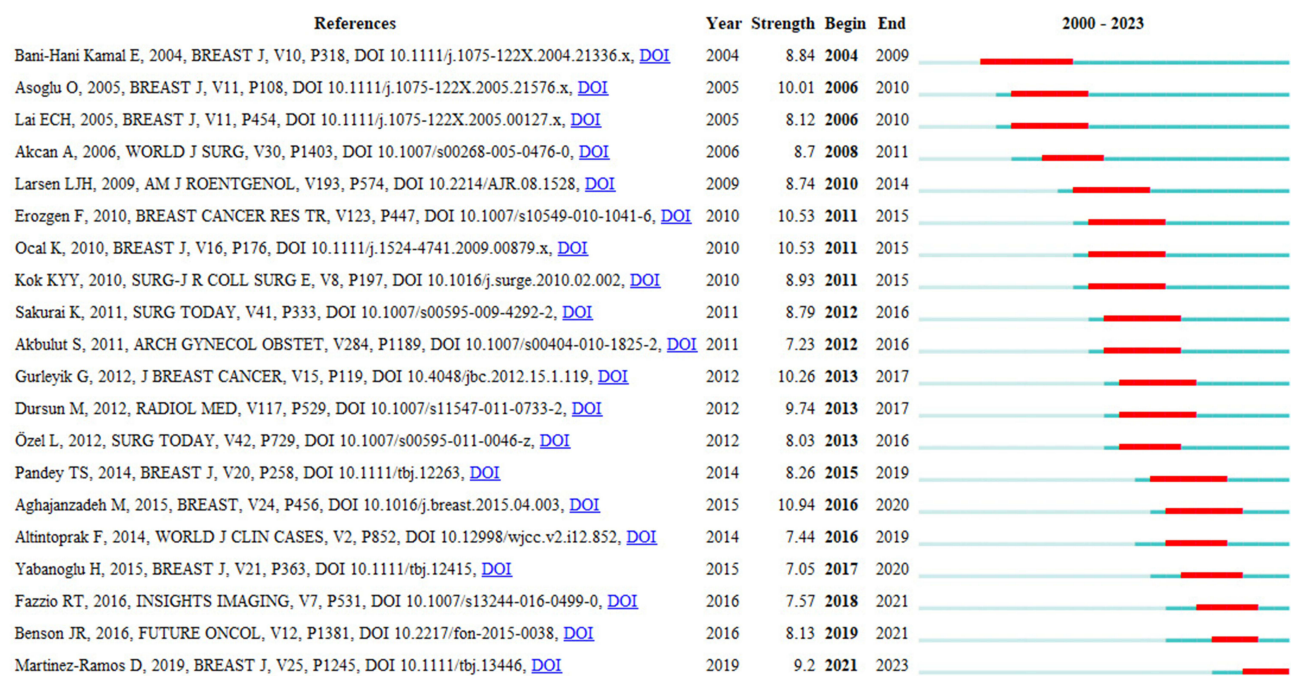 References Year Strength Begin End 2000 - 2023
Bani-Hani Kamal E, 2004, BREAST J, V10, P318, DOI 10.1111/j.1075-122X.2004.21336.x, DOI 2004 8.84 2004 2009
Asoglu O, 2005, BREAST J, V11, P108, DOI 10.1111/j.1075-122X.2005.21576.x, DOI 2005 10.01 2006 2010
Lai ECH, 2005, BREAST J, V11, P454, DOI 10.1111/j.1075-122X.2005.00127.x, DOI 2005 8.12 2006 2010
Akcan A, 2006, WORLD J SURG, V30, P1403, DOI 10.1007/s00268-005-0476-0, DOI 2006 8.7 2008 2011
Larsen LJH, 2009, AM J ROENTGENOL, V193, P574, DOI 10.2214/AJR.08.1528, DOI 2009 8.74 2010 2014
Erozgen F, 2010, BREAST CANCER RES TR, V123, P447, DOI 10.1007/s10549-010-1041-6, DOI 2010 10.53 2011 2015
Ocal K, 2010, BREAST J, V16, P176, DOI 10.1111/j.1524-4741.2009.00879.x, DOI 2010 10.53 2011 2015
Kok KYY, 2010, SURG-J R COLL SURG E, V8, P197, DOI 10.1016/j.surge.2010.02.002, DOI 2010 8.93 2011 2015
Sakurai K, 2011, SURG TODAY, V41, P333, DOI 10.1007/s00595-009-4292-2, DOI 2011 8.79 2012 2016
Akbulut S, 2011, ARCH GYNECOL OBSTET, V284, P1189, DOI 10.1007/s00404-010-1825-2, DOI 2011 7.23 2012 2016
Gurleyik G, 2012, J BREAST CANCER, V15, P119, DOI 10.4048/jbc.2012.15.1.119, DOI 2012 10.26 2013 2017
Dursun M, 2012, RADIOL MED, V117, P529, DOI 10.1007/s11547-011-0733-2, DOI 2012 9.74 2013 2017
Özel L, 2012, SURG TODAY, V42, P729, DOI 10.1007/s00595-011-0046-z, DOI 2012 8.03 2013 2016
Pandey TS, 2014, BREAST J, V20, P258, DOI 10.1111/tbj.12263, DOI 2014 8.26 2015 2019
Aghajanzadeh M, 2015, BREAST, V24, P456, DOI 10.1016/j.breast.2015.04.003, DOI 2015 10.94 2016 2020
Altintoprak F, 2014, WORLD J CLIN CASES, V2, P852, DOI 10.12998/wjcc.v2.i12.852, DOI 2014 7.44 2016 2019
Yabanoglu H, 2015, BREAST J, V21, P363, DOI 10.1111/tbj.12415, DOI 2015 7.05 2017 2020
Fazzio RT, 2016, INSIGHTS IMAGING, V7, P531, DOI 10.1007/s13244-016-0499-0, DOI 2016 7.57 2018 2021
Benson JR, 2016, FUTURE ONCOL, V12, P1381, DOI 10.2217/fon-2015-0038, DOI 2016 8.13 2019 2021
Martinez-Ramos D, 2019, BREAST J, V25, P1245, DOI 10.1111/tbj.13446, DOI 2019 9.2 2021 2023